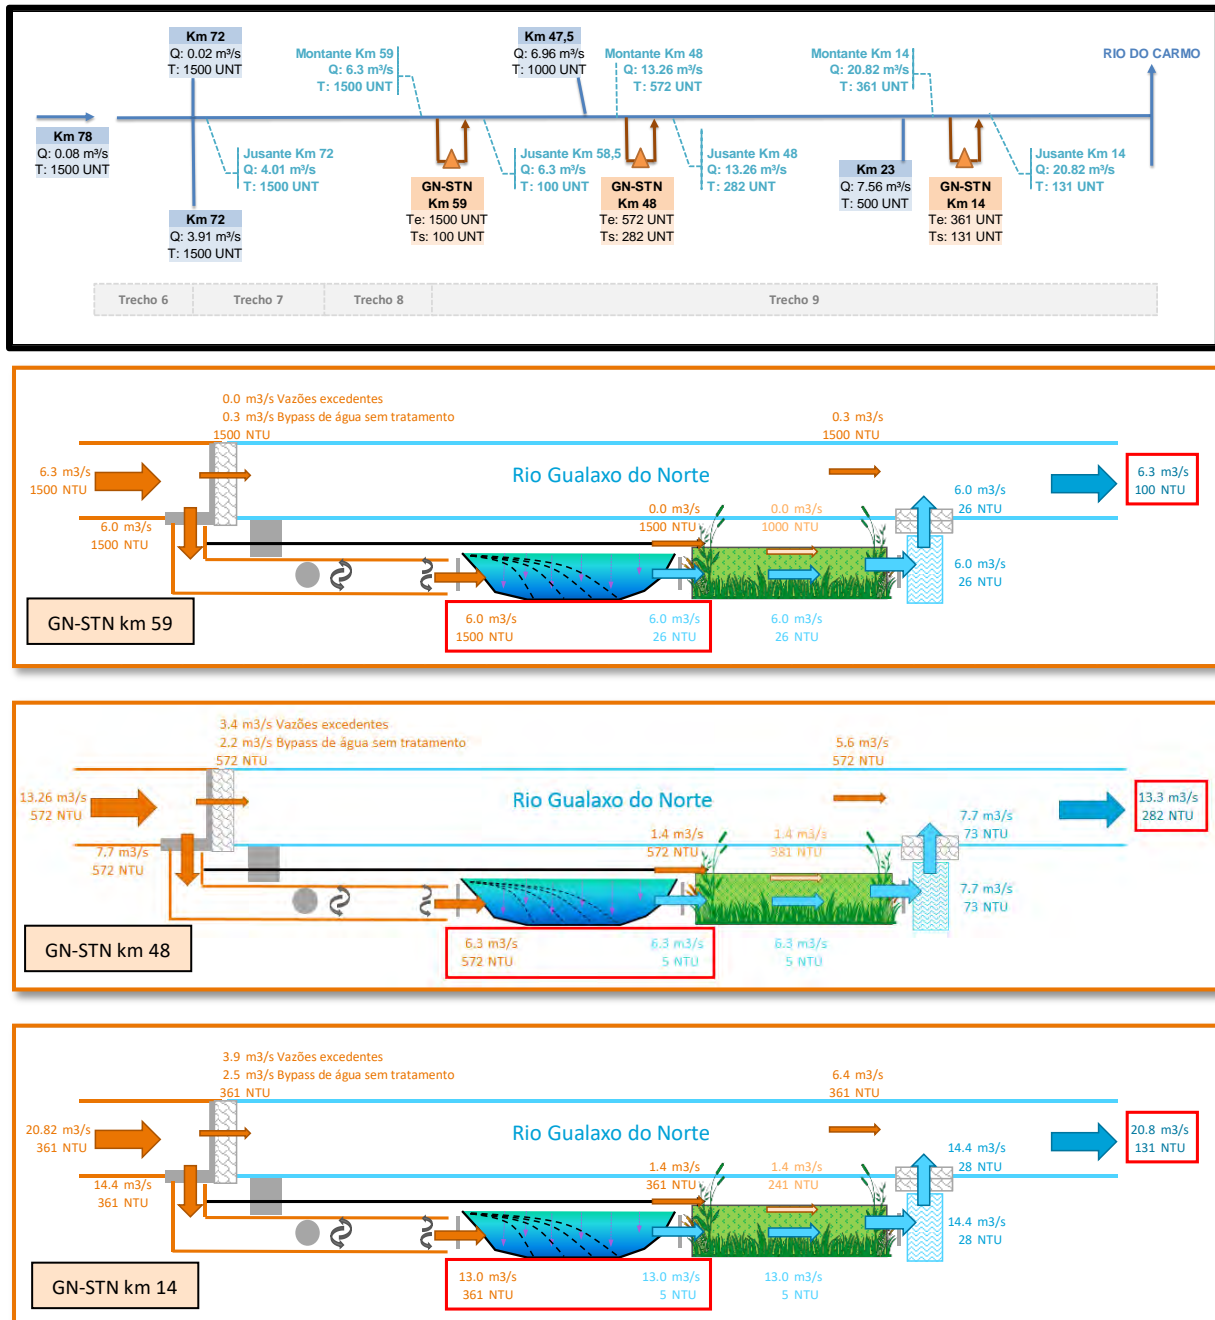 Km 72
Q: 0.02 m³/s
T: 1500 UNT
Montante Km 59
Q: 6.3 m³/s
T: 1500 UNT
Km 47,5
Q: 6.96 m³/s
T: 1000 UNT
Montante Km 48
Q: 13.26 m³/s
T: 572 UNT
Montante Km 14
Q: 20.82 m³/s
T: 361 UNT
RIO DO CARMO
Km 78
Q: 0.08 m³/s
T: 1500 UNT
Jusante Km 72
Q: 4.01 m³/s
T: 1500 UNT
Km 72
Q: 3.91 m³/s
T: 1500 UNT
GN-STN
Km 59
Te: 1500 UNT
Ts: 100 UNT
Jusante Km 58,5
Q: 6.3 m³/s
T: 100 UNT
GN-STN
Km 48
Te: 572 UNT
Ts: 282 UNT
Jusante Km 48
Q: 13.26 m³/s
T: 282 UNT
Km 23
Q: 7.56 m³/s
T: 500 UNT
GN-STN
Km 14
Te: 361 UNT
Ts: 131 UNT
Jusante Km 14
Q: 20.82 m³/s
T: 131 UNT
Trecho 6
Trecho 7
Trecho 8
Trecho 9
0.0 m3/s Vazões excedentes
0.3 m3/s Bypass de água sem tratamento
1500 NTU
0.3 m3/s
1500 NTU
6.3 m3/s
1500 NTU
Rio Gualaxo do Norte
6.3 m3/s
100 NTU
6.0 m3/s
1500 NTU
0.0 m3/s
1500 NTU
0.0 m3/s
1000 NTU
6.0 m3/s
26 NTU
6.0 m3/s
26 NTU
GN-STN km 59
6.0 m3/s
1500 NTU
6.0 m3/s
26 NTU
6.0 m3/s
26 NTU
3.4 m3/s Vazões excedentes
2.2 m3/s Bypass de água sem tratamento
572 NTU
5.6 m3/s
572 NTU
13.26 m3/s
572 NTU
Rio Gualaxo do Norte
13.3 m3/s
282 NTU
7.7 m3/s
572 NTU
1.4 m3/s
572 NTU
1.4 m3/s
381 NTU
7.7 m3/s
73 NTU
7.7 m3/s
73 NTU
GN-STN km 48
6.3 m3/s
572 NTU
6.3 m3/s
5 NTU
6.3 m3/s
5 NTU
3.9 m3/s Vazões excedentes
2.5 m3/s Bypass de água sem tratamento
361 NTU
6.4 m3/s
361 NTU
20.82 m3/s
361 NTU
Rio Gualaxo do Norte
20.8 m3/s
131 NTU
14.4 m3/s
361 NTU
1.4 m3/s
361 NTU
1.4 m3/s
241 NTU
14.4 m3/s
28 NTU
14.4 m3/s
28 NTU
GN-STN km 14
13.0 m3/s
361 NTU
13.0 m3/s
5 NTU
13.0 m3/s
5 NTU